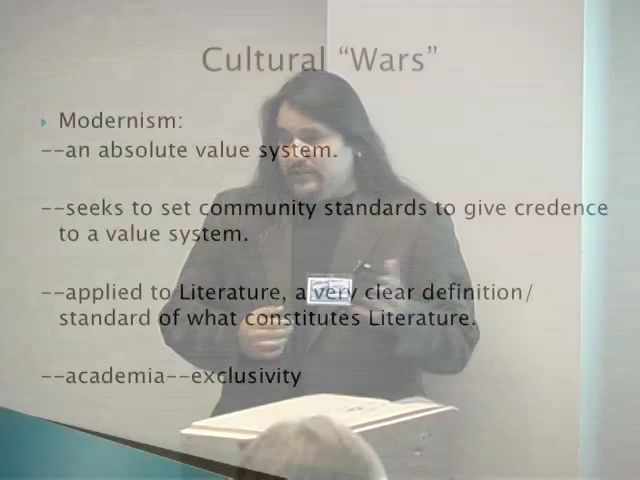 Cultural “Wars”
Modernism:
--an absolute value system.
--seeks to set community standards to give credence
to a value system.
--applied to Literature, a very clear definition/
standard of what constitutes Literature.
--academia--exclusivity